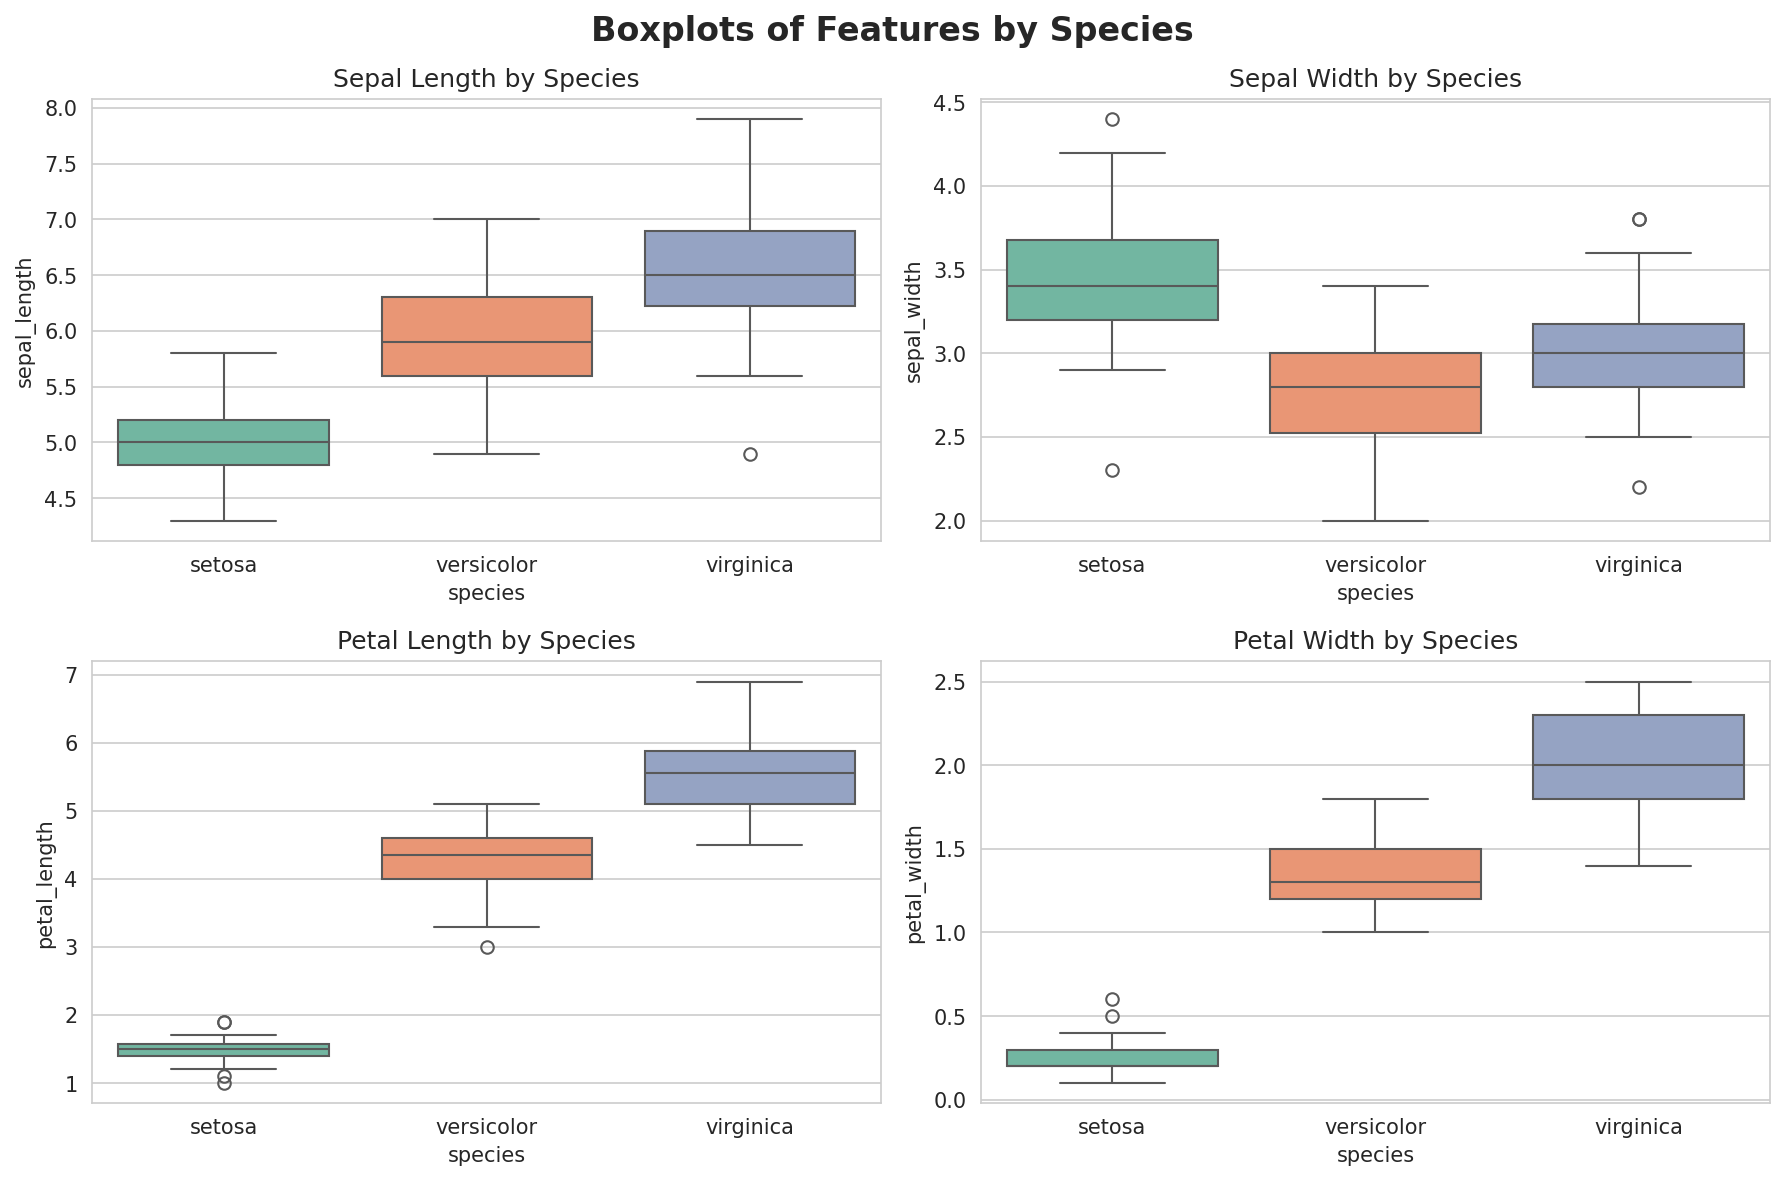 Boxplots of Features by Species
Sepal Length by Species
8.0
7.5
7.0
6.5
6.0
5.5
5.0
4.5
sepal_length
setosa versicolor virginica
species
Sepal Width by Species
4.5
4.0
3.5
3.0
2.5
2.0
sepal_width
setosa versicolor virginica
species
Petal Length by Species
7
6
5
4
3
2
1
petal_length
setosa versicolor virginica
species
Petal Width by Species
2.5
2.0
1.5
1.0
0.5
0.0
petal_width
setosa versicolor virginica
species